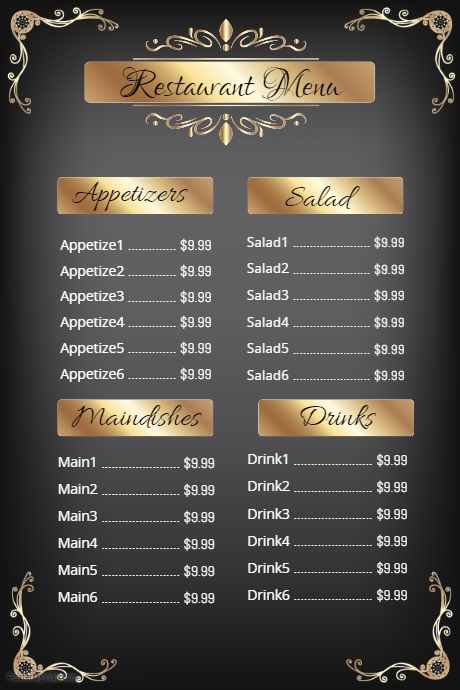 Restaurant Menu
Appetizers
Appetize1 ................ $9.99
Appetize2 ................ $9.99
Appetize3 ................ $9.99
Appetize4 ................ $9.99
Appetize5 ................ $9.99
Appetize6 ................ $9.99
Salad
Salad1 ......................... $9.99
Salad2 ......................... $9.99
Salad3 ......................... $9.99
Salad4 ......................... $9.99
Salad5 ......................... $9.99
Salad6 ......................... $9.99
Maindishes
Main1 ......................... $9.99
Main2 ......................... $9.99
Main3 ......................... $9.99
Main4 ......................... $9.99
Main5 ......................... $9.99
Main6 ......................... $9.99
Drinks
Drink1 ......................... $9.99
Drink2 ......................... $9.99
Drink3 ......................... $9.99
Drink4 ......................... $9.99
Drink5 ......................... $9.99
Drink6 ......................... $9.99